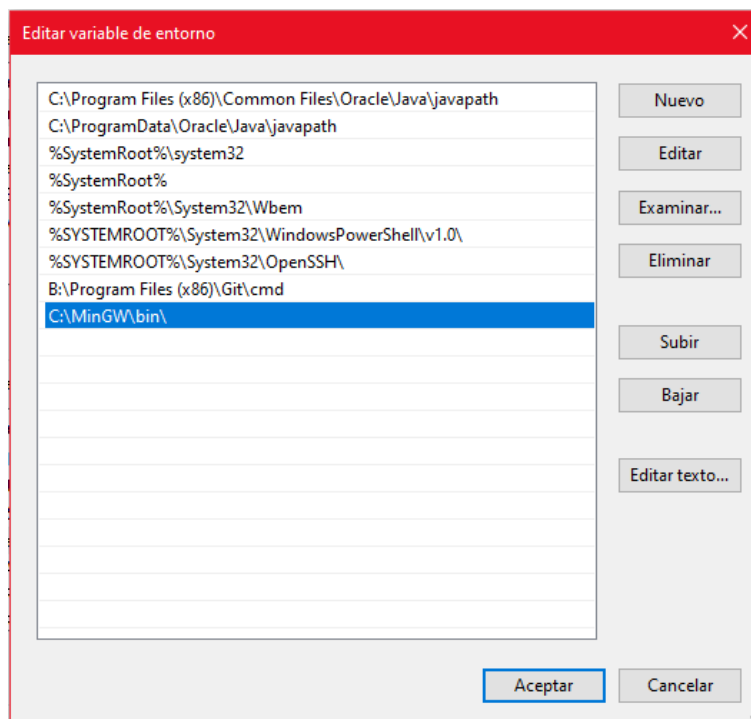 Editar variable de entorno
C:\Program Files (x86)\Common Files\Oracle\Java\javapath
C:\ProgramData\Oracle\Java\javapath
%SystemRoot%\system32
%SystemRoot%
%SystemRoot%\System32\Wbem
%SYSTEMROOT%\System32\WindowsPowerShell\v1.0\
%SYSTEMROOT%\System32\OpenSSH\
B:\Program Files (x86)\Git\cmd
C:\MinGW\bin\
Nuevo
Editar
Examinar...
Eliminar
Subir
Bajar
Editar texto...
Aceptar
Cancelar